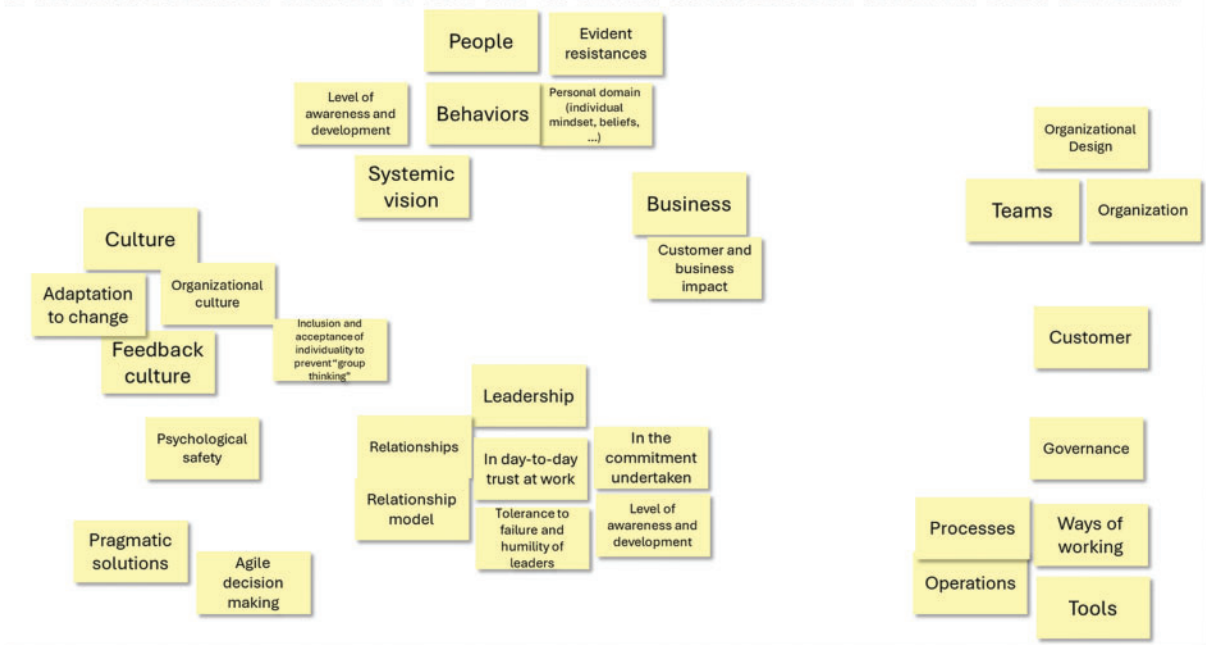 People
Evident
resistances
Level of
awareness and
development
Behaviors
Personal domain
(individual
mindset, beliefs,
...)
Systemic
vision
Business
Customer and
business
impact
Organizational
Design
Teams
Organization
Culture
Adaptation
to change
Organizational
culture
Feedback
culture
Inclusion and
acceptance of
individuality to
prevent "group
thinking"
Psychological
safety
Pragmatic
solutions
Agile
decision
making
Leadership
Relationships
In day-to-day
trust at work
In the
commitment
undertaken
Relationship
model
Tolerance to
failure and
humility of
leaders
Level of
awareness and
development
Customer
Governance
Processes
Ways of
working
Operations
Tools